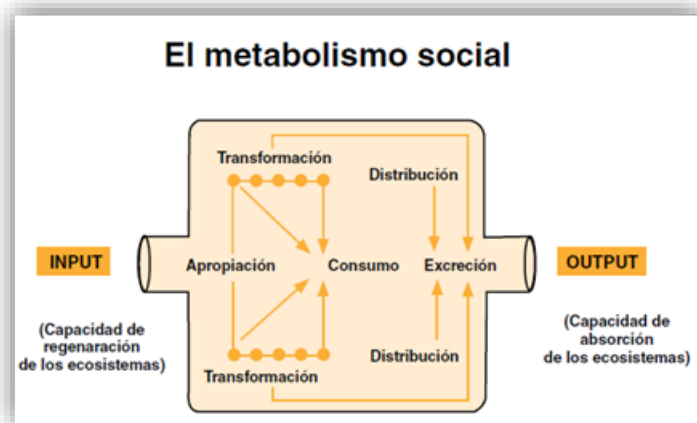 El metabolismo social
Transformación
Distribución
INPUT
Apropiación
Consumo
Excreción
OUTPUT
(Capacidad de
regenaración
de los ecosistemas)
(Capacidad de
absorción
de los ecosistemas)
Distribución
Transformación